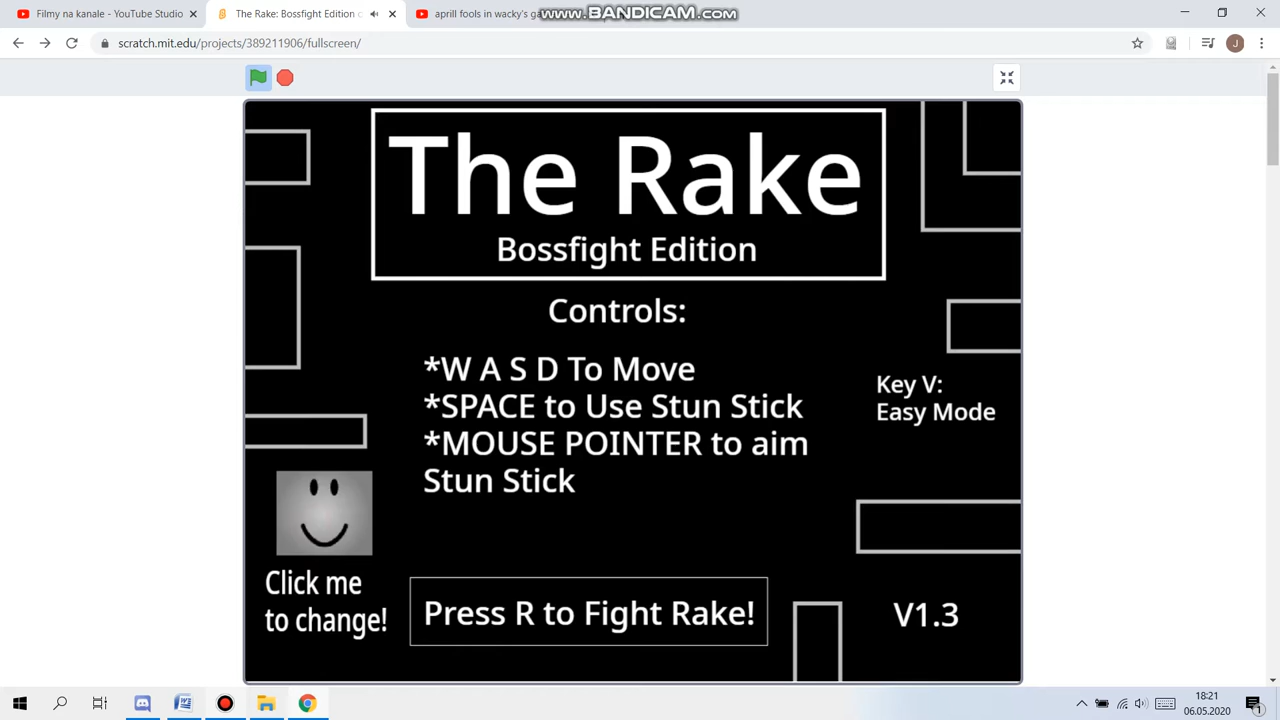 Filmy na kanale - YouTube Studio
The Rake: Bossfight Edition
aprill fools in wacky's
www.BANDICAM.com
scratch.mit.edu/projects/389211906/fullscreen/
J
The Rake
Bossfight Edition
Controls:
*W A S D To Move
*SPACE to Use Stun Stick
*MOUSE POINTER to aim
Stun Stick
Key V:
Easy Mode
Click me
to change!
Press R to Fight Rake!
V1.3
18:21
06.05.2020
1